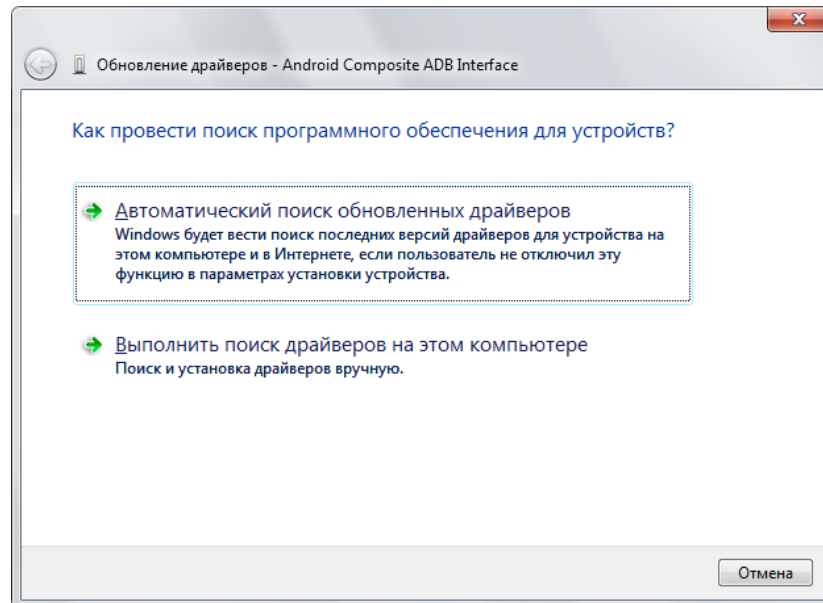 Обновление драйверов - Android Composite ADB Interface
Как провести поиск программного обеспечения для устройств?
Автоматический поиск обновленных драйверов
Windows будет вести поиск последних версий драйверов для устройства на
этом компьютере и в Интернете, если пользователь не отключил эту
функцию в параметрах установки устройства.
Выполнить поиск драйверов на этом компьютере
Поиск и установка драйверов вручную.
Отмена